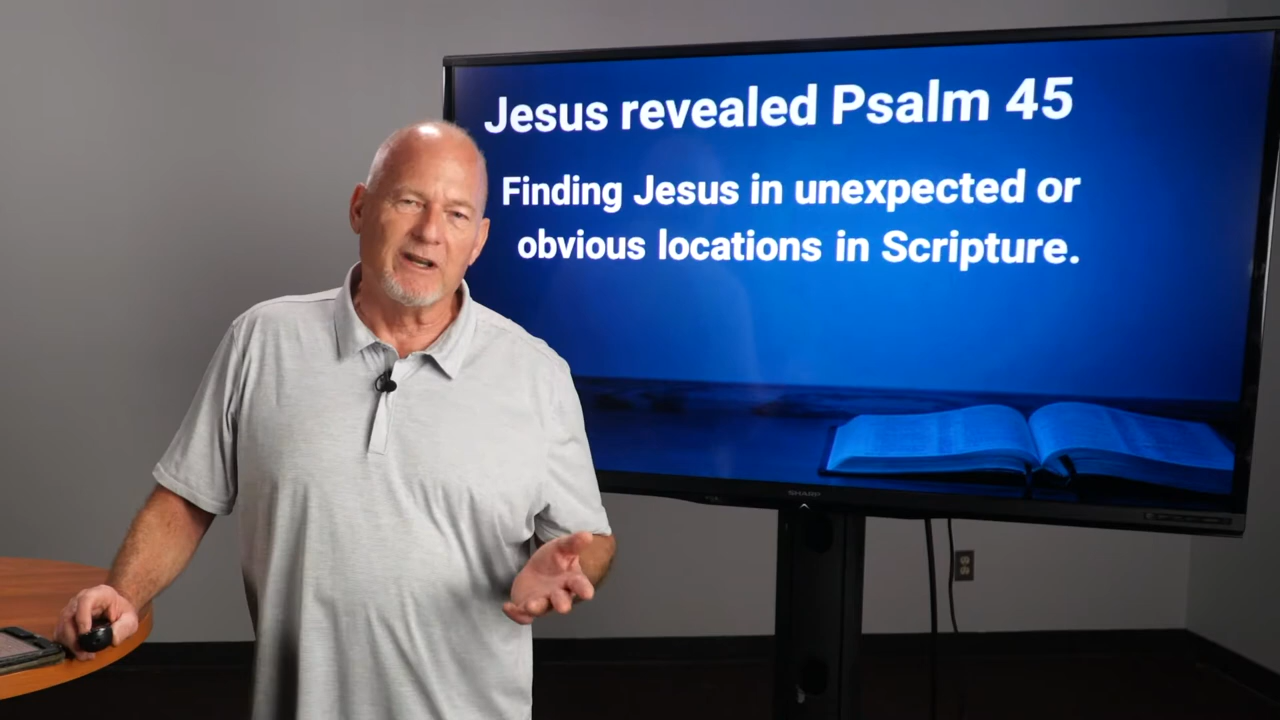 Jesus revealed Psalm 45
Finding Jesus in unexpected or
obvious locations in Scripture.
SHARP